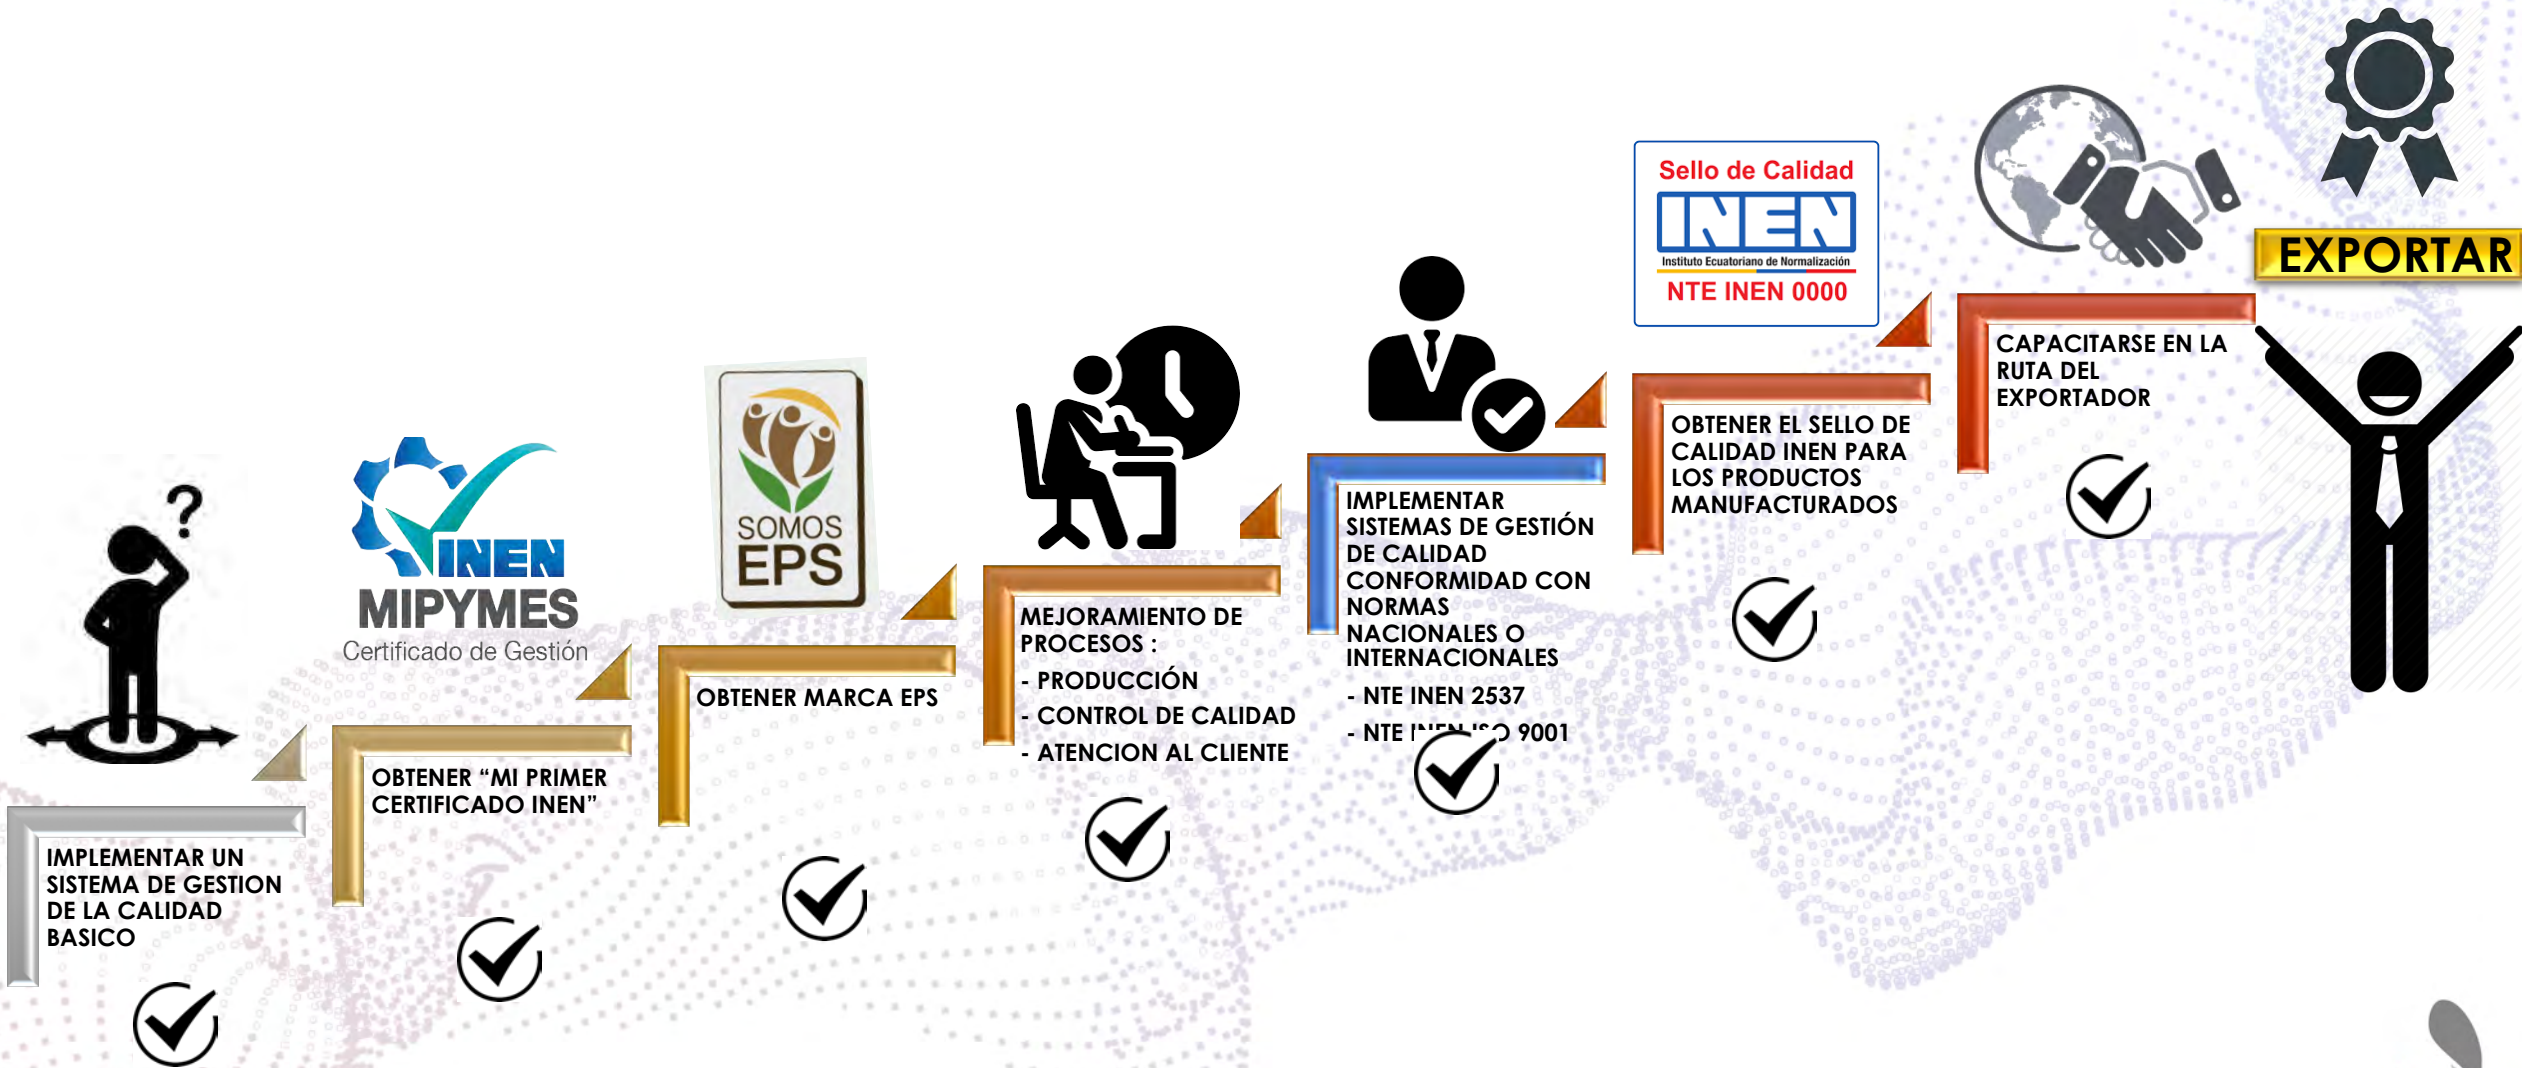 IMPLEMENTAR UN
SISTEMA DE GESTION
DE LA CALIDAD
BASICO
?
INEN
MIPYMES
Certificado de Gestión
OBTENER “MI PRIMER
CERTIFICADO INEN”
SOMOS
EPS
OBTENER MARCA EPS
MEJORAMIENTO DE
PROCESOS :
- PRODUCCIÓN
- CONTROL DE CALIDAD
- ATENCION AL CLIENTE
IMPLEMENTAR
SISTEMAS DE GESTIÓN
DE CALIDAD
CONFORMIDAD CON
NORMAS
NACIONALES O
INTERNACIONALES
- NTE INEN 2537
- NTE INEN ISO 9001
Sello de Calidad
INEN
Instituto Ecuatoriano de Normalización
NTE INEN 0000
OBTENER EL SELLO DE
CALIDAD INEN PARA
LOS PRODUCTOS
MANUFACTURADOS
CAPACITARSE EN LA
RUTA DEL
EXPORTADOR
EXPORTAR